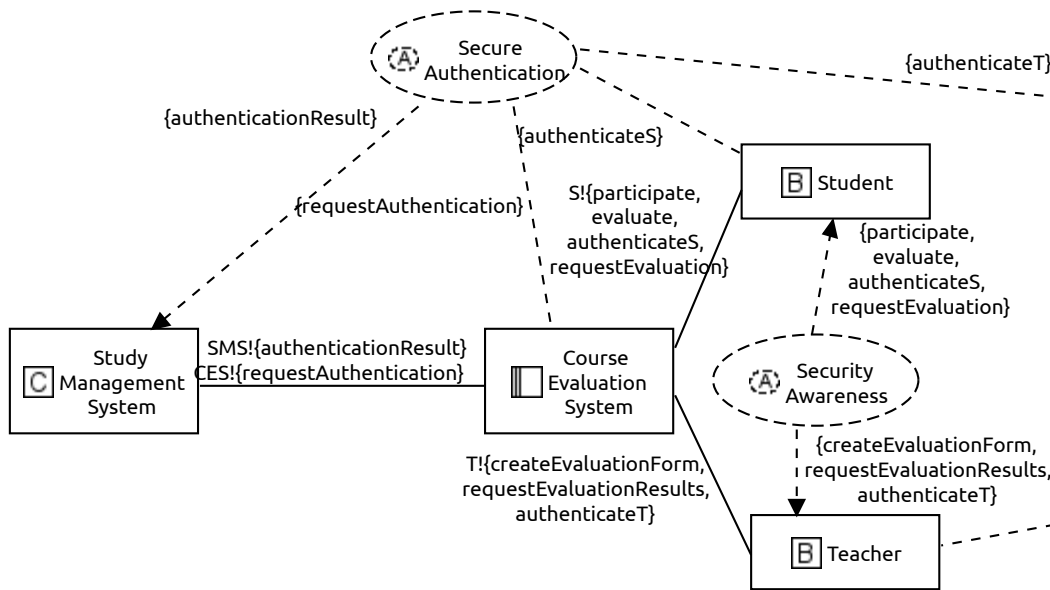 A
Secure
Authentication
{authenticateT}
{authenticationResult}
{authenticateS}
{requestAuthentication}
S!{participate,
evaluate,
authenticateS,
requestEvaluation}
B
Student
{participate,
evaluate,
authenticateS,
requestEvaluation}
C
Study
Management
System
SMS!{authenticationResult}
CES!{requestAuthentication}
Course
Evaluation
System
A
Security
Awareness
T!{createEvaluationForm,
requestEvaluationResults,
authenticateT}
{createEvaluationForm,
requestEvaluationResults,
authenticateT}
B
Teacher